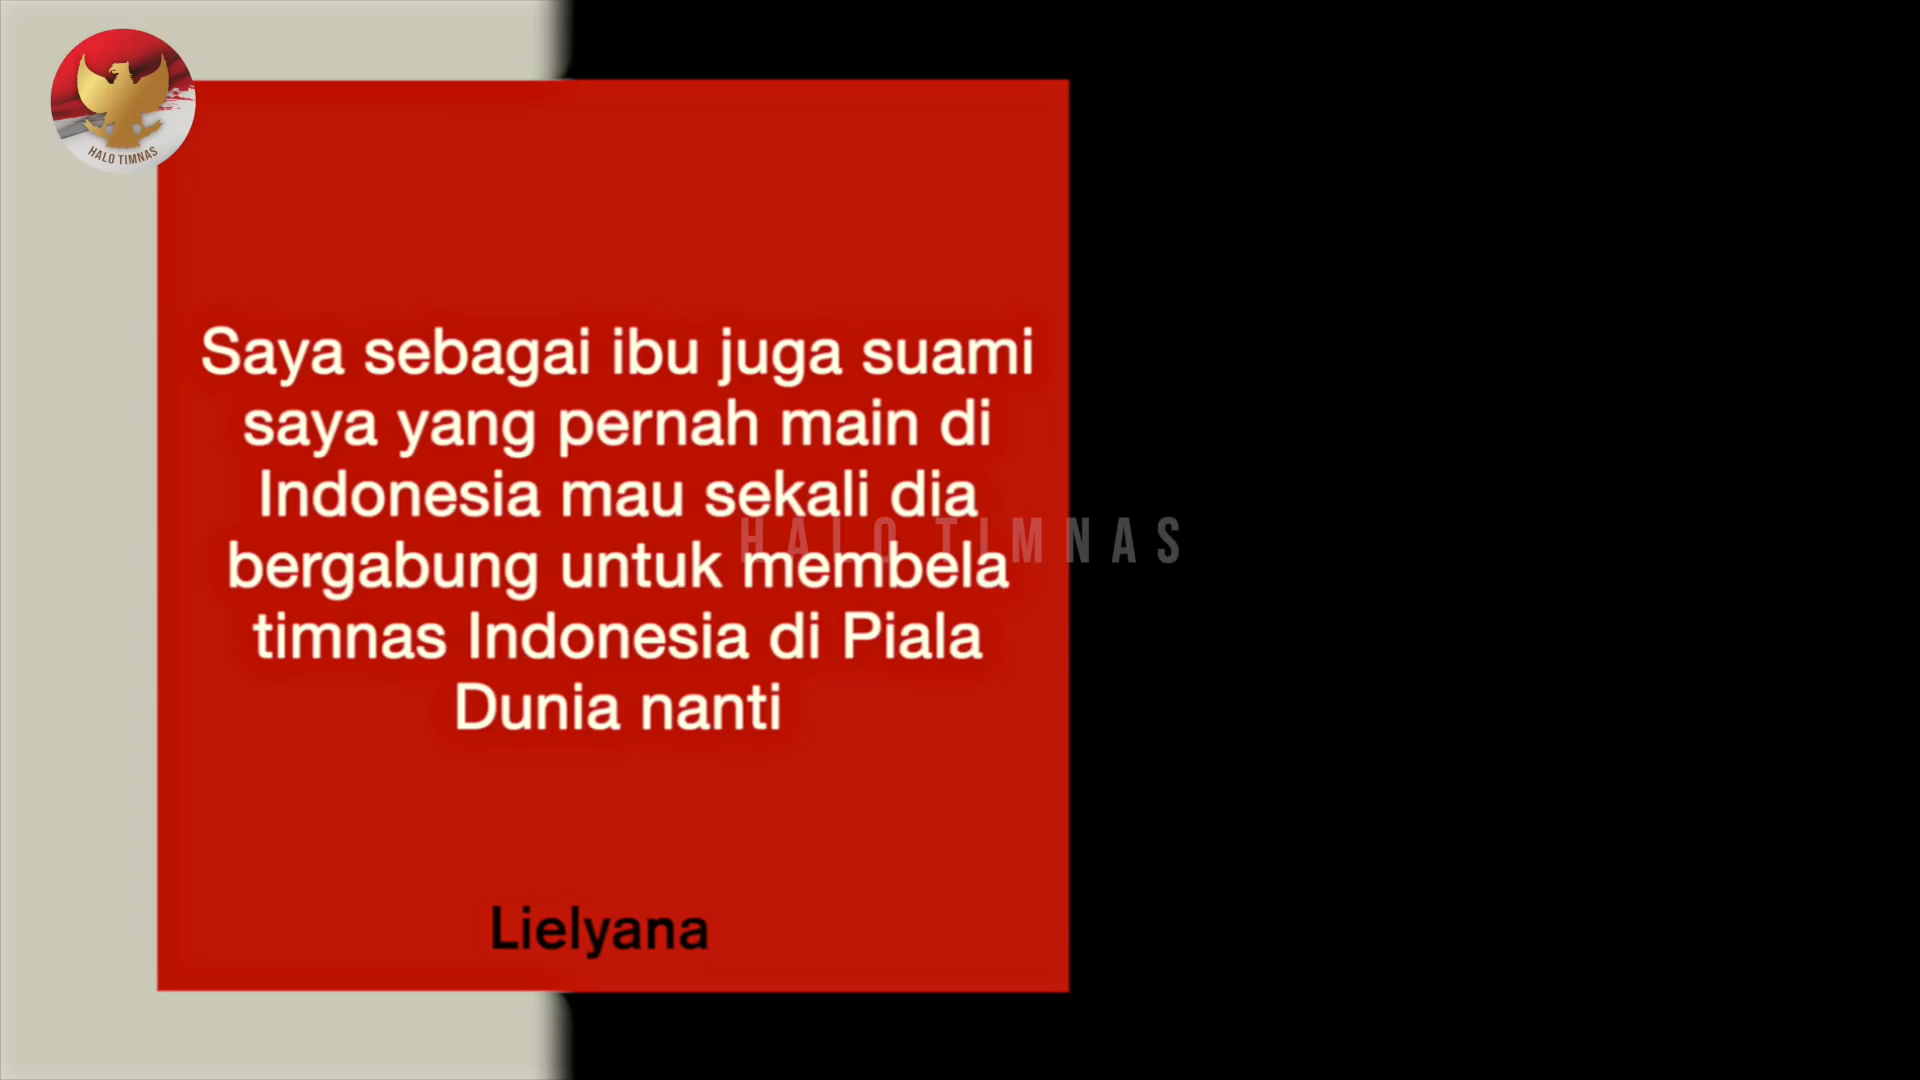 HALO TIMNAS
Saya sebagai ibu juga suami
saya yang pernah main di
Indonesia mau sekali dia
HALO TIMNAS
bergabung untuk membela
timnas Indonesia di Piala
Dunia nanti
Lielyana